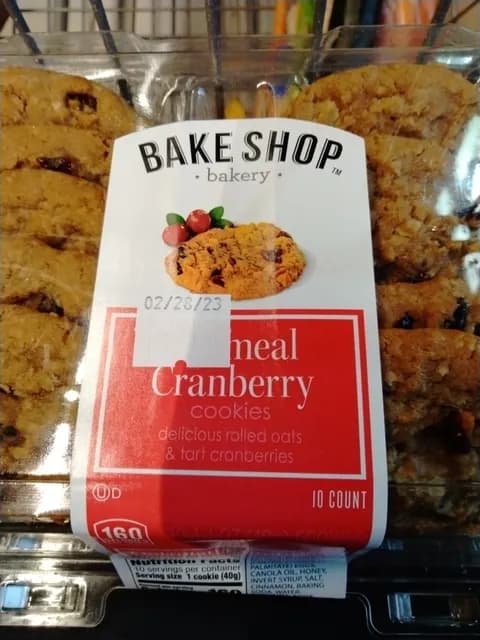 BAKE SHOP
TM
• bakery •
02/28/23
meal
Cranberry
cookies
delicious rolled oats
& tart cranberries
UD
10 COUNT
160
Nutrition Facts
10 servings per container
Serving size 1 cookie (40g)
160
CANOLA OIL, HONEY,
INVERT SYRUP, SALT,
CINNAMON, BAKING
SODA, WATER